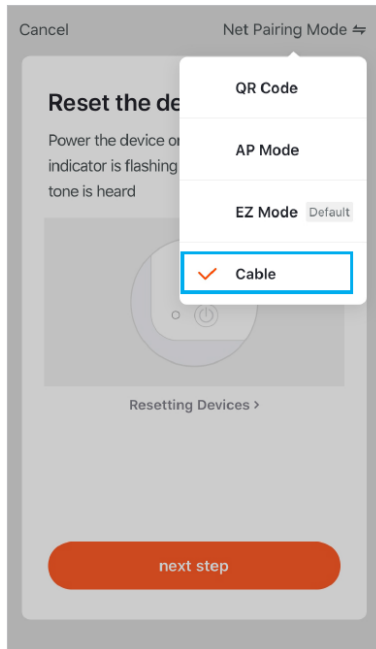 Cancel
Net Pairing Mode ⇋
QR Code
Reset the de
Power the device o
AP Mode
indicator is flashing
tone is heard
EZ Mode Default
Cable
Resetting Devices >
next step